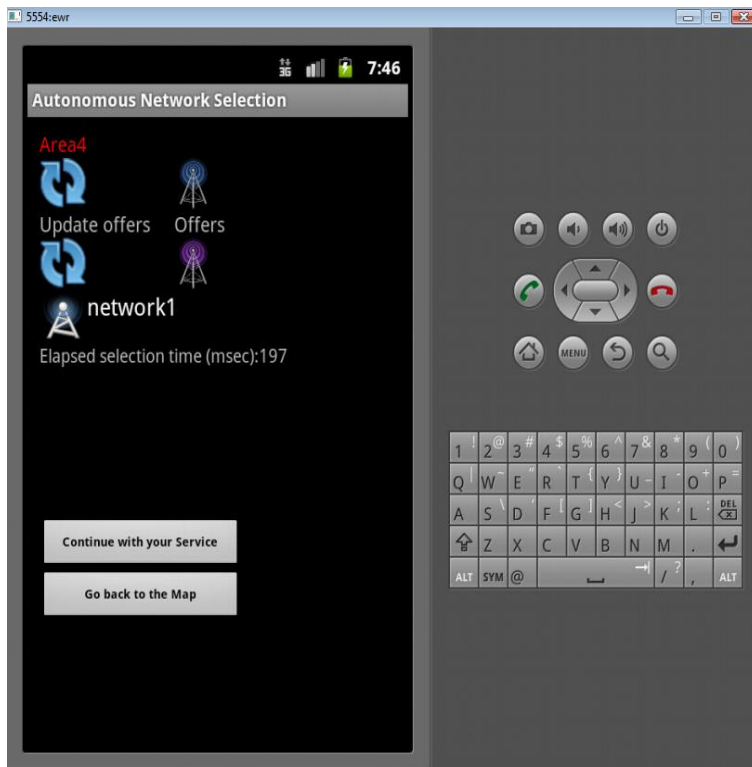 5554:ewr
3G 7:46
Autonomous Network Selection
Area4
Update offers Offers
network1
Elapsed selection time (msec):197
Continue with your Service
Go back to the Map
MENU
1 ! 2 @ 3 # 4 $ 5 % 6 ^ 7 & 8 * 9 ( 0 )
Q | W ~ E " R ` T { Y } U - I - O + P =
A S \ D ' F [ G ] H < J > K ; L : DEL
Z X C V B N M .
ALT SYM @ / ? , ALT